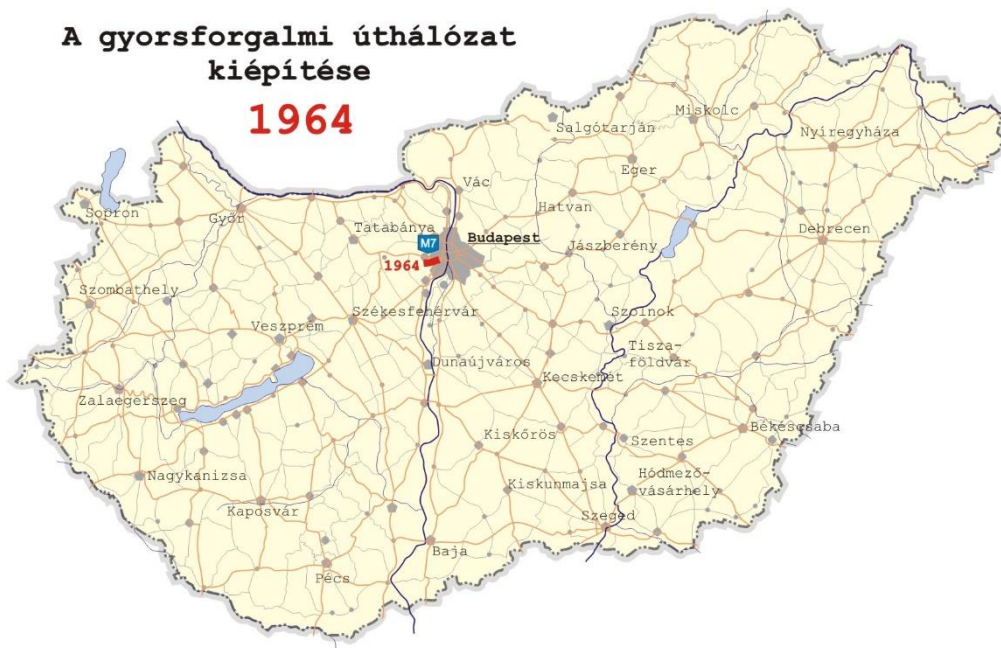 A gyorsforgalmi úthálózat
kiépítése
1964
Miskolc
Salgótarján
Nyíregyháza
Eger
Vác
Sopron
Győr
Hatvan
Tatabánya
M7
Budapest
Jászberény
Debrecen
1964
Szombathely
Székesfehérvár
Szolnok
Veszprém
Tisza-
földvár
Dunaújváros
Kecskemét
Zalaegerszeg
Békéscsaba
Kiskőrös
Szentes
Nagykanizsa
Hódmező-
vásárhely
Kiskunmajsa
Kaposvár
Szeged
Baja
Pécs